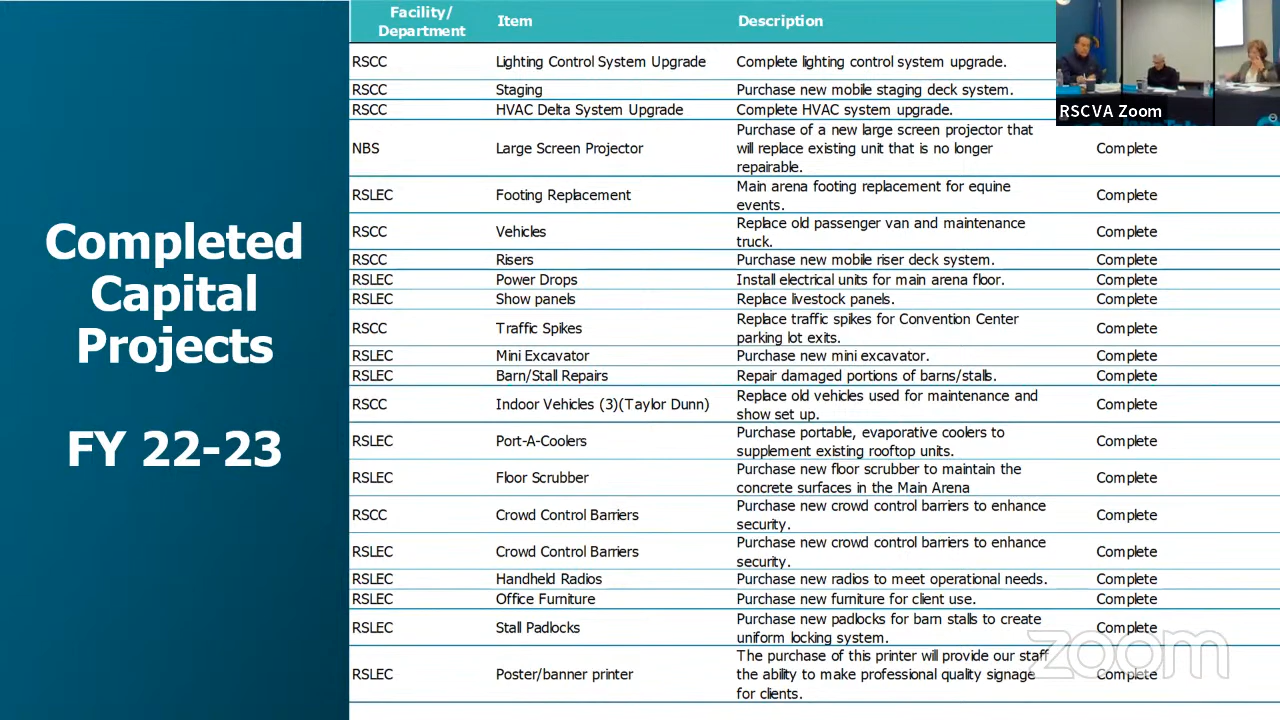 Completed
Capital
Projects
FY 22-23
Facility/
Department
Item
Description
RSCC Lighting Control System Upgrade Complete lighting control system upgrade.
RSCC Staging Purchase new mobile staging deck system.
RSCC HVAC Delta System Upgrade Complete HVAC system upgrade.
NBS Large Screen Projector Purchase of a new large screen projector that
will replace existing unit that is no longer
repairable.
Complete
RSLEC Footing Replacement Main arena footing replacement for equine
events.
Complete
RSCC Vehicles Replace old passenger van and maintenance
truck.
Complete
RSCC Risers Purchase new mobile riser deck system. Complete
RSLEC Power Drops Install electrical units for main arena floor. Complete
RSLEC Show panels Replace livestock panels. Complete
RSCC Traffic Spikes Replace traffic spikes for Convention Center
parking lot exits.
Complete
RSLEC Mini Excavator Purchase new mini excavator. Complete
RSLEC Barn/Stall Repairs Repair damaged portions of barns/stalls. Complete
RSCC Indoor Vehicles (3)(Taylor Dunn) Replace old vehicles used for maintenance and
show set up.
Complete
RSLEC Port-A-Coolers Purchase portable, evaporative coolers to
supplement existing rooftop units.
Complete
RSLEC Floor Scrubber Purchase new floor scrubber to maintain the
concrete surfaces in the Main Arena
Complete
RSCC Crowd Control Barriers Purchase new crowd control barriers to enhance
security.
Complete
RSLEC Crowd Control Barriers Purchase new crowd control barriers to enhance
security.
Complete
RSLEC Handheld Radios Purchase new radios to meet operational needs. Complete
RSLEC Office Furniture Purchase new furniture for client use. Complete
RSLEC Stall Padlocks Purchase new padlocks for barn stalls to create
uniform locking system.
Complete
RSLEC Poster/banner printer The purchase of this printer will provide our staff
the ability to make professional quality signage
for clients.
Complete
RSCVA Zoom
zoom